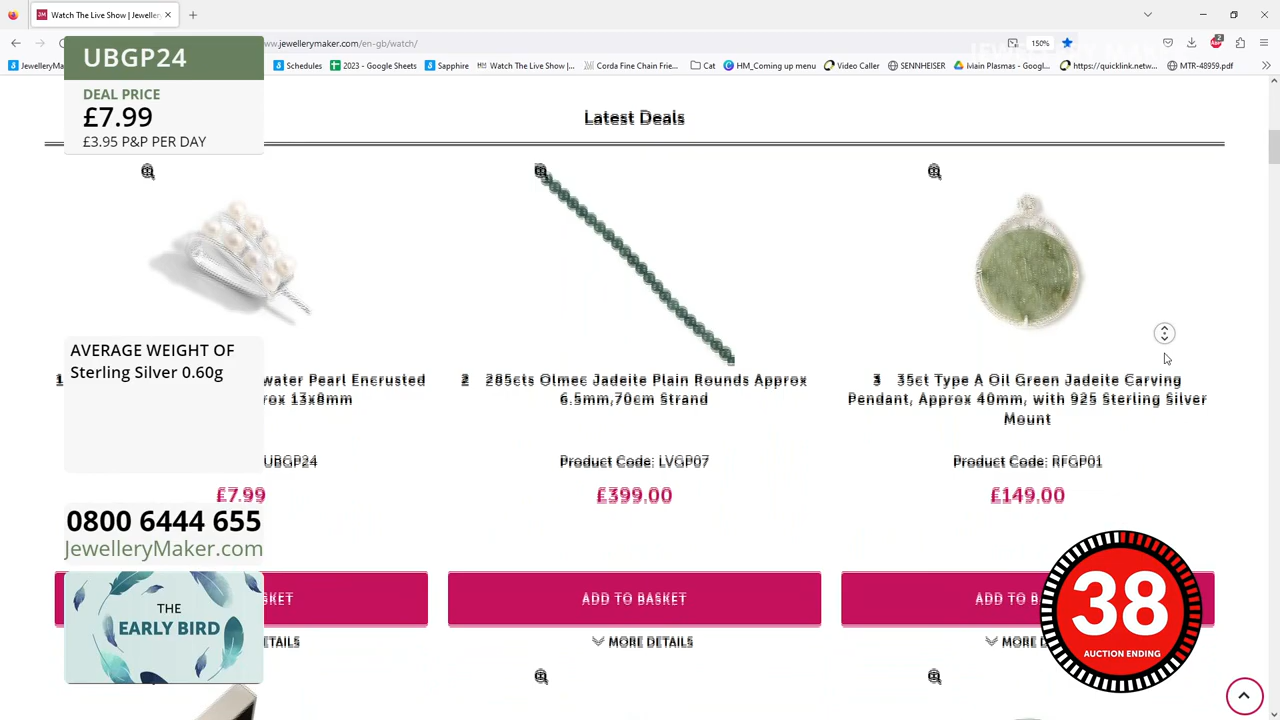 Watch The Live Show | Jeweller
.jewellerymaker.com/en-gb/watch/
150%
2
JewelleryM
Schedules
2023 - Google Sheets
Sapphire
Watch The Live Show |...
Corda Fine Chain Frie...
Cat
HM_Coming up menu
Video Caller
SENNHEISER
Main Plasmas - Googl...
https://quicklink.netw...
MTR-48959.pdf
UBGP24
DEAL PRICE
£7.99
£3.95 P&P PER DAY
Latest Deals
AVERAGE WEIGHT OF
Sterling Silver 0.60g
1
water Pearl Encrusted
rox 13x8mm
UBGP24
£7.99
SKET
ETAILS
2 285cts Olmec Jadeite Plain Rounds Approx
6.5mm,70cm Strand
Product Code: LVGP07
£399.00
ADD TO BASKET
MORE DETAILS
3 35ct Type A Oil Green Jadeite Carving
Pendant, Approx 40mm, with 925 Sterling Silver
Mount
Product Code: RFGP01
£149.00
ADD TO B
MORE D
0800 6444 655
JewelleryMaker.com
THE
EARLY BIRD
38
AUCTION ENDING